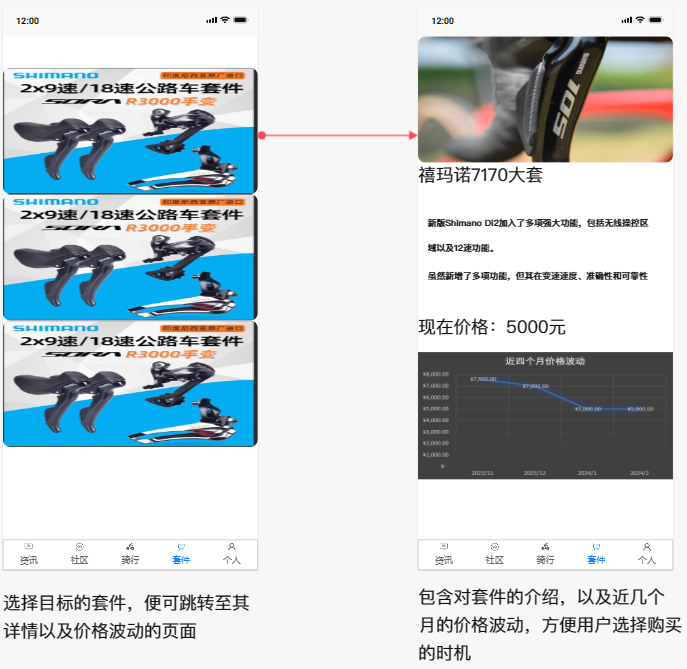 12:00
SHIMANO 印度尼西亚原厂进口
2x9速/18速公路车套件
SORA R3000手变
SHIMANO 印度尼西亚原厂进口
2x9速/18速公路车套件
SORA R3000手变
SHIMANO 印度尼西亚原厂进口
2x9速/18速公路车套件
SORA R3000手变
资讯 社区 骑行 套件 个人
选择目标的套件，便可跳转至其
详情以及价格波动的页面
12:00
105
SHIMANO
禧玛诺7170大套
新版Shimano Di2加入了多项强大功能，包括无线操控区
域以及12速功能。
虽然新增了多项功能，但其在变速速度、准确性和可靠性
现在价格：5000元
近四个月价格波动
¥8,000.00
¥7,000.00
¥6,000.00
¥5,000.00
¥4,000.00
¥3,000.00
¥2,000.00
¥1,000.00
¥-
¥7,500.00
¥7,000.00
¥5,000.00
¥5,000.00
2023/11 2023/12 2024/1 2024/2
资讯 社区 骑行 套件 个人
包含对套件的介绍，以及近几个
月的价格波动，方便用户选择购买
的时机